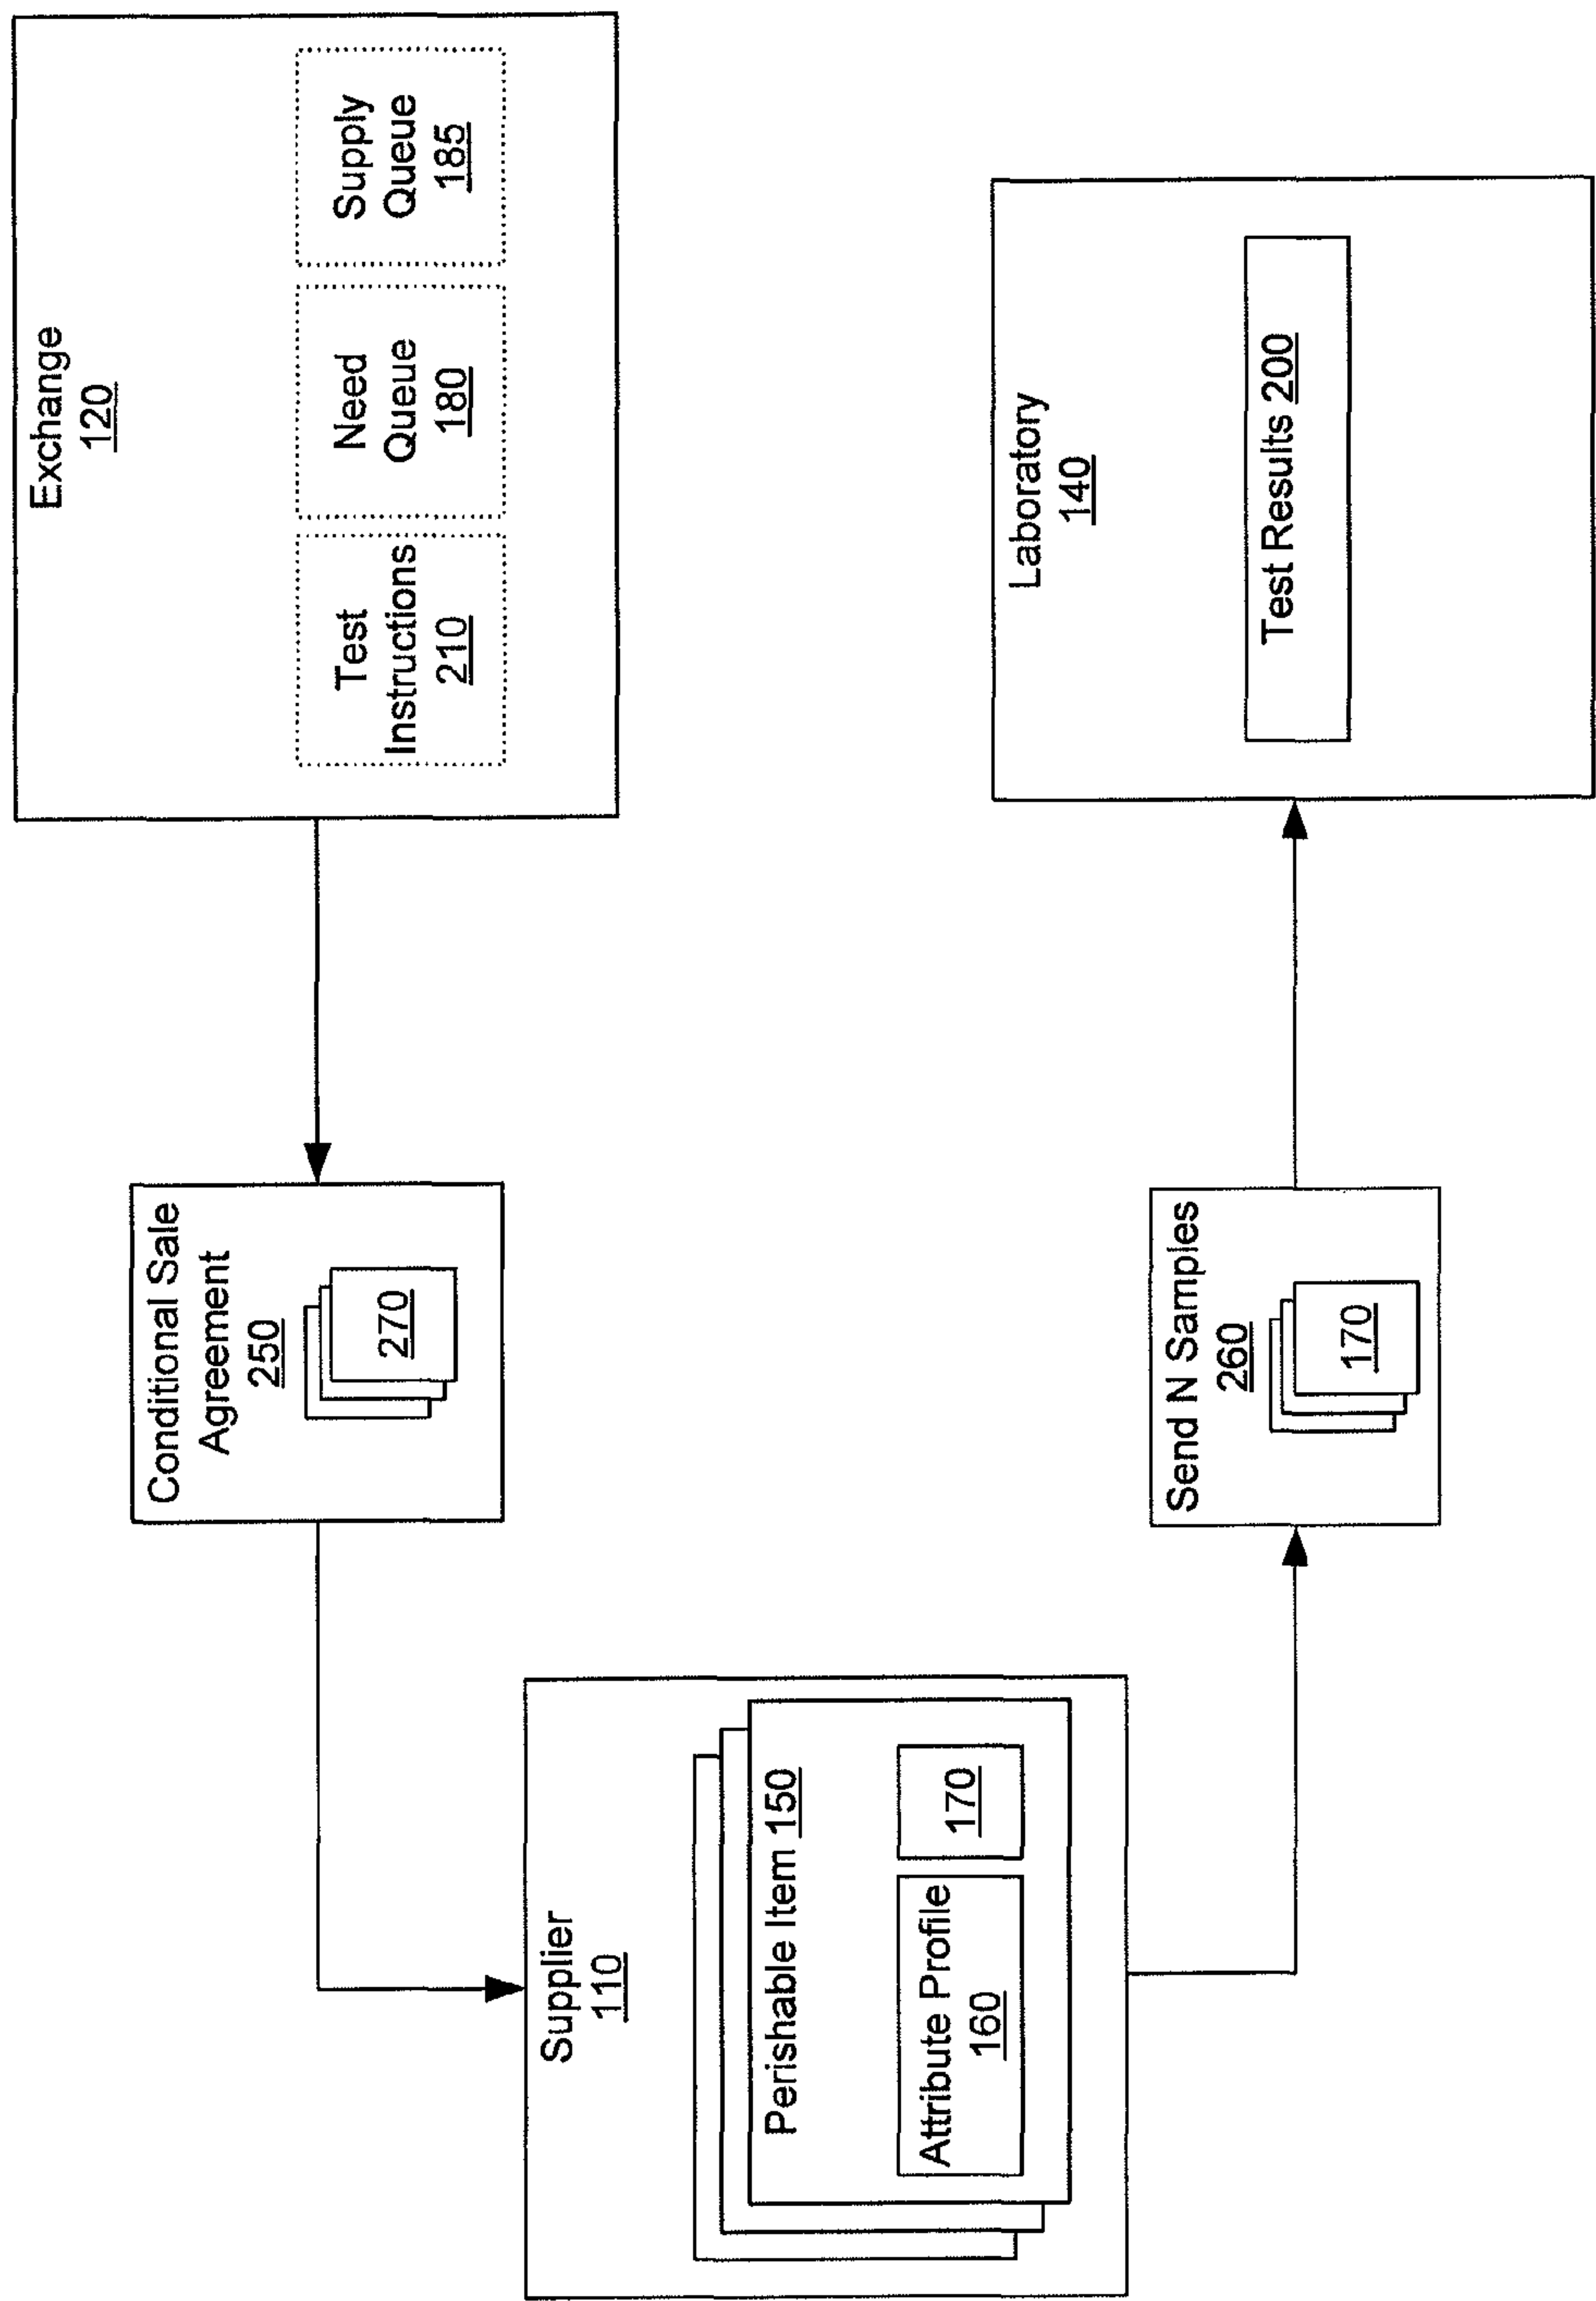 Exchange
120
Test
Instructions
210
Need
Queue
180
Supply
Queue
185
Conditional Sale
Agreement
250
270
Supplier
110
Perishable Item 150
Attribute Profile
160
170
Send N Samples
260
170
Laboratory
140
Test Results 200